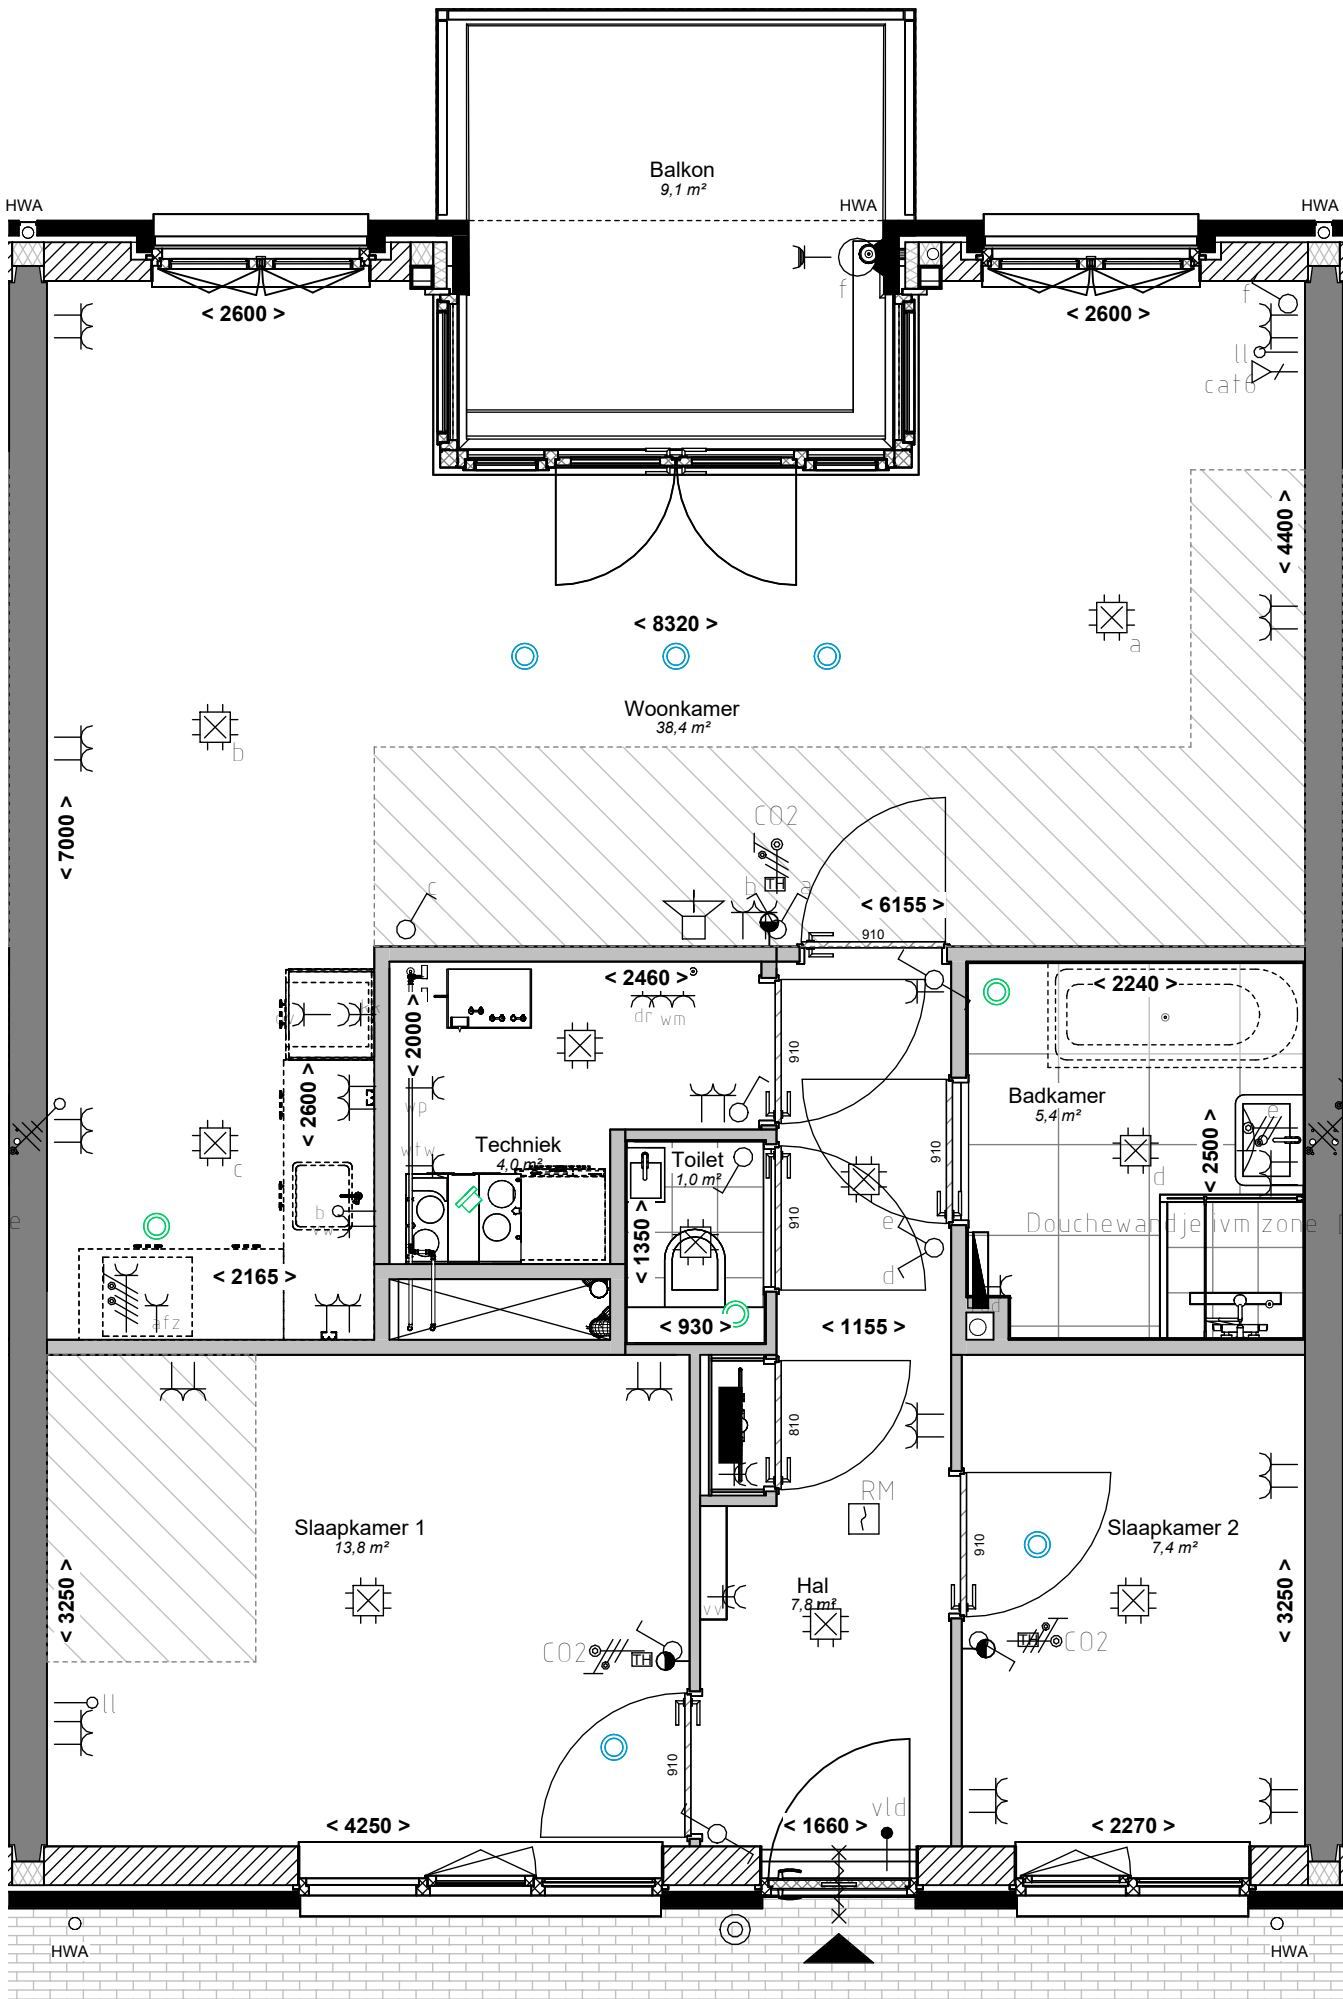 Balkon
9,1 m²
HWA
HWA
HWA
f
< 2600 >
< 2600 >
f
ll
cat6
< 4400 >
< 8320 >
a
Woonkamer
38,4 m²
b
< 7000 >
CO2
TH
c
b
a
< 6155 >
910
< 2460 >
< 2240 >
dr
wm
< 2000 >
910
< 2600 >
wp
Badkamer
5,4 m²
e
Techniek
4,0 m²
wtw
Toilet
1,0 m²
910
< 2500 >
c
d
e
b
vw
910
e
Douchewandje ivm zone
< 1350 >
d
< 2165 >
afz
< 930 >
< 1155 >
d
810
RM
Slaapkamer 1
13,8 m²
Slaapkamer 2
7,4 m²
910
Hal
7,8 m²
vv
< 3250 >
< 3250 >
CO2
TH
TH
CO2
ll
910
vld
< 4250 >
< 1660 >
< 2270 >
HWA
HWA